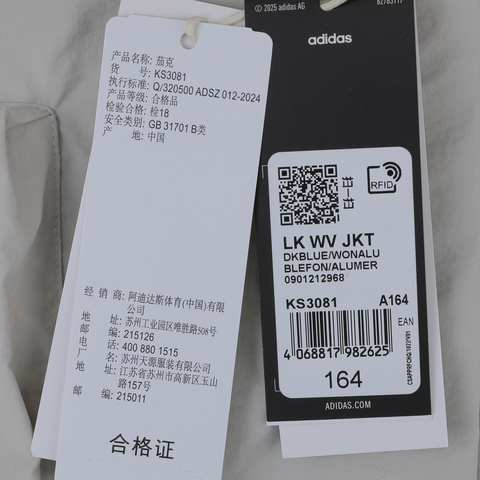 产品名称: 茄克
货 号: KS3081
执行标准: Q/320500 ADSZ 012-2024
产品等级: 合格品
检验合格: 检18
安全类别: GB 31701 B类
产 地: 中国
经 销 商: 阿迪达斯体育(中国)有限公司
地 址: 苏州工业园区唯胜路508号
邮 编: 215126
电 话: 400 880 1515
厂 名: 苏州天源服装有限公司
地 址: 江苏省苏州市高新区玉山路157号
邮 编: 215011
合格证
© 2025 adidas AG
adidas
RFID
LK WV JKT
DKBLUE/WONALU
BLEFON/ALUMER
0901212968
KS3081 A164
EAN
4 068817 982625
164
ADIDAS.COM